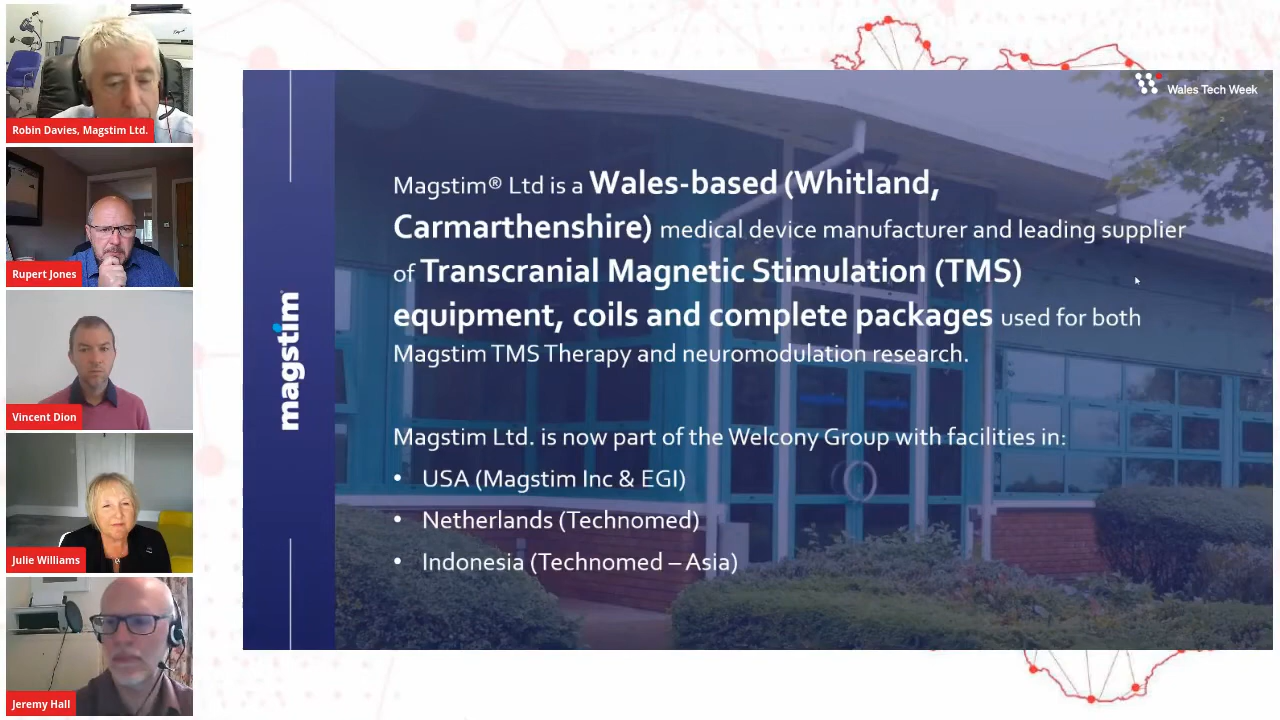 Robin Davies, Magstim Ltd.
Rupert Jones
Vincent Dion
Julie Williams
Jeremy Hall
magstim
Wales Tech Week
2
Magstim® Ltd is a Wales-based (Whitland,
Carmarthenshire) medical device manufacturer and leading supplier
of Transcranial Magnetic Stimulation (TMS)
equipment, coils and complete packages used for both
Magstim TMS Therapy and neuromodulation research.
Magstim Ltd. is now part of the Welcony Group with facilities in:
• USA (Magstim Inc & EGI)
• Netherlands (Technomed)
• Indonesia (Technomed – Asia)